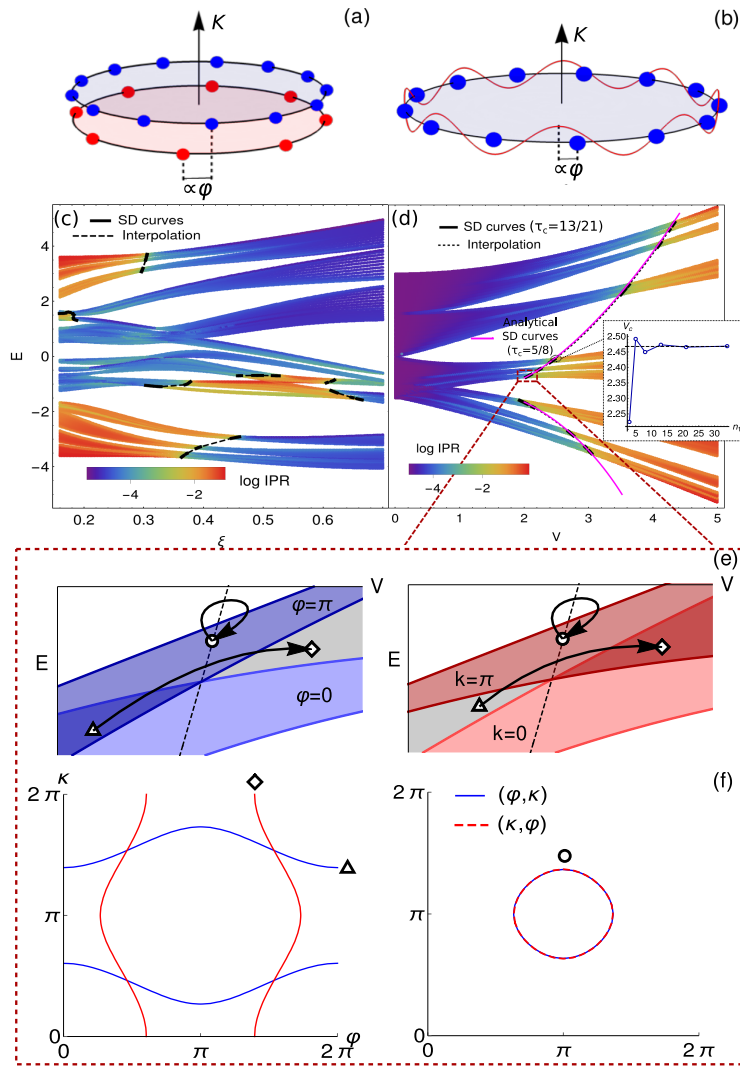 (a)
K
∝φ
(b)
K
∝φ
(c)
SD curves
Interpolation
E
4
2
0
−2
−4
log IPR
−4
−2
0.2
0.3
0.4
0.5
0.6
ξ
(d)
SD curves (τc=13/21)
Interpolation
Analytical
SD curves
(τc=5/8)
log IPR
−4
−2
0
1
2
3
4
5
V
Vc
2.50
2.45
2.40
2.35
2.30
2.25
1
5
10
15
20
25
30
(e)
V
E
φ=π
φ=0
V
E
k=π
k=0
κ
2π
π
0
0
π
2π
φ
(f)
(φ,κ)
(κ,φ)
2π
π
0
0
π
2π